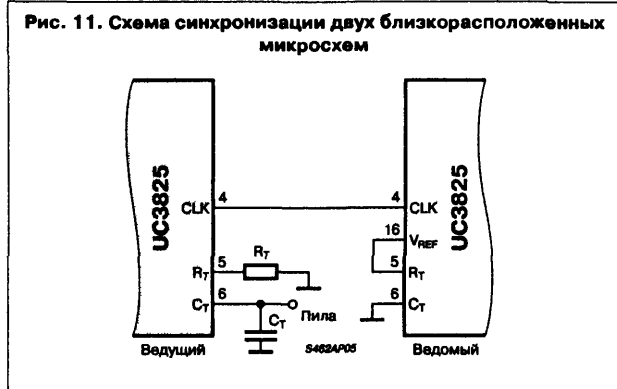 Рис. 11. Схема синхронизации двух близкорасположенных
микросхем
UC3825
CLK
4
4
CLK
UC3825
16
VREF
RT
5
RT
5
RT
CT
6
Пила
6
CT
CT
Ведущий
S462AP05
Ведомый